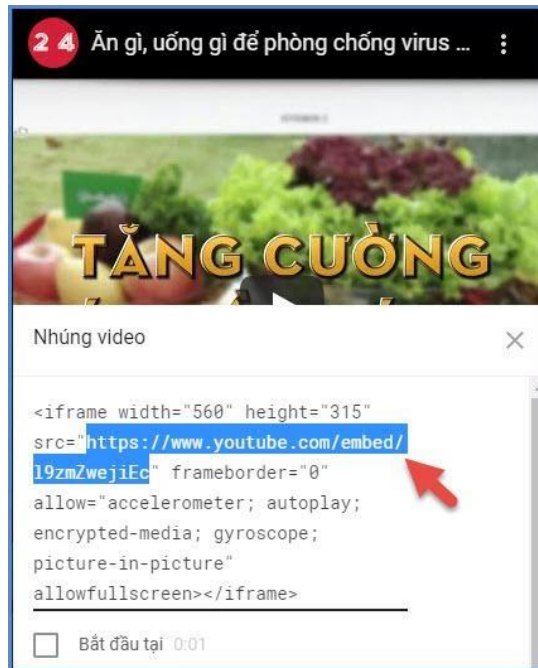 24 Ăn gì, uống gì để phòng chống virus ...
TĂNG CƯỜNG
Nhúng video
<iframe width="560" height="315"
src="https://www.youtube.com/embed/
l9zmZwejiEc" frameborder="0"
allow="accelerometer; autoplay;
encrypted-media; gyroscope;
picture-in-picture"
allowfullscreen></iframe>
Bắt đầu tại 0:01